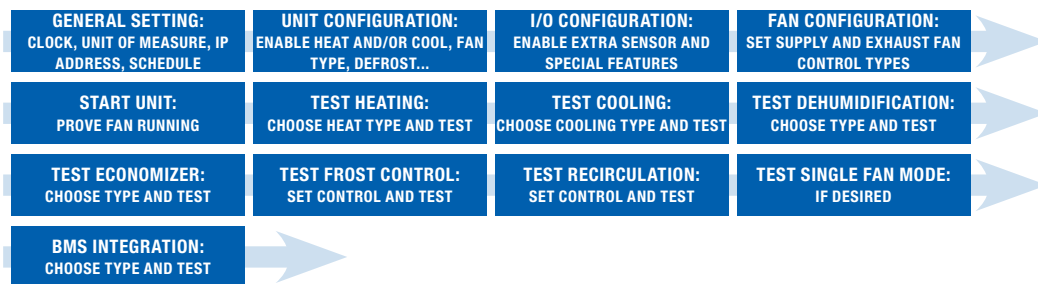 GENERAL SETTING:
CLOCK, UNIT OF MEASURE, IP
ADDRESS, SCHEDULE
UNIT CONFIGURATION:
ENABLE HEAT AND/OR COOL, FAN
TYPE, DEFROST...
I/O CONFIGURATION:
ENABLE EXTRA SENSOR AND
SPECIAL FEATURES
FAN CONFIGURATION:
SET SUPPLY AND EXHAUST FAN
CONTROL TYPES
START UNIT:
PROVE FAN RUNNING
TEST HEATING:
CHOOSE HEAT TYPE AND TEST
TEST COOLING:
CHOOSE COOLING TYPE AND TEST
TEST DEHUMIDIFICATION:
CHOOSE TYPE AND TEST
TEST ECONOMIZER:
CHOOSE TYPE AND TEST
TEST FROST CONTROL:
SET CONTROL AND TEST
TEST RECIRCULATION:
SET CONTROL AND TEST
TEST SINGLE FAN MODE:
IF DESIRED
BMS INTEGRATION:
CHOOSE TYPE AND TEST